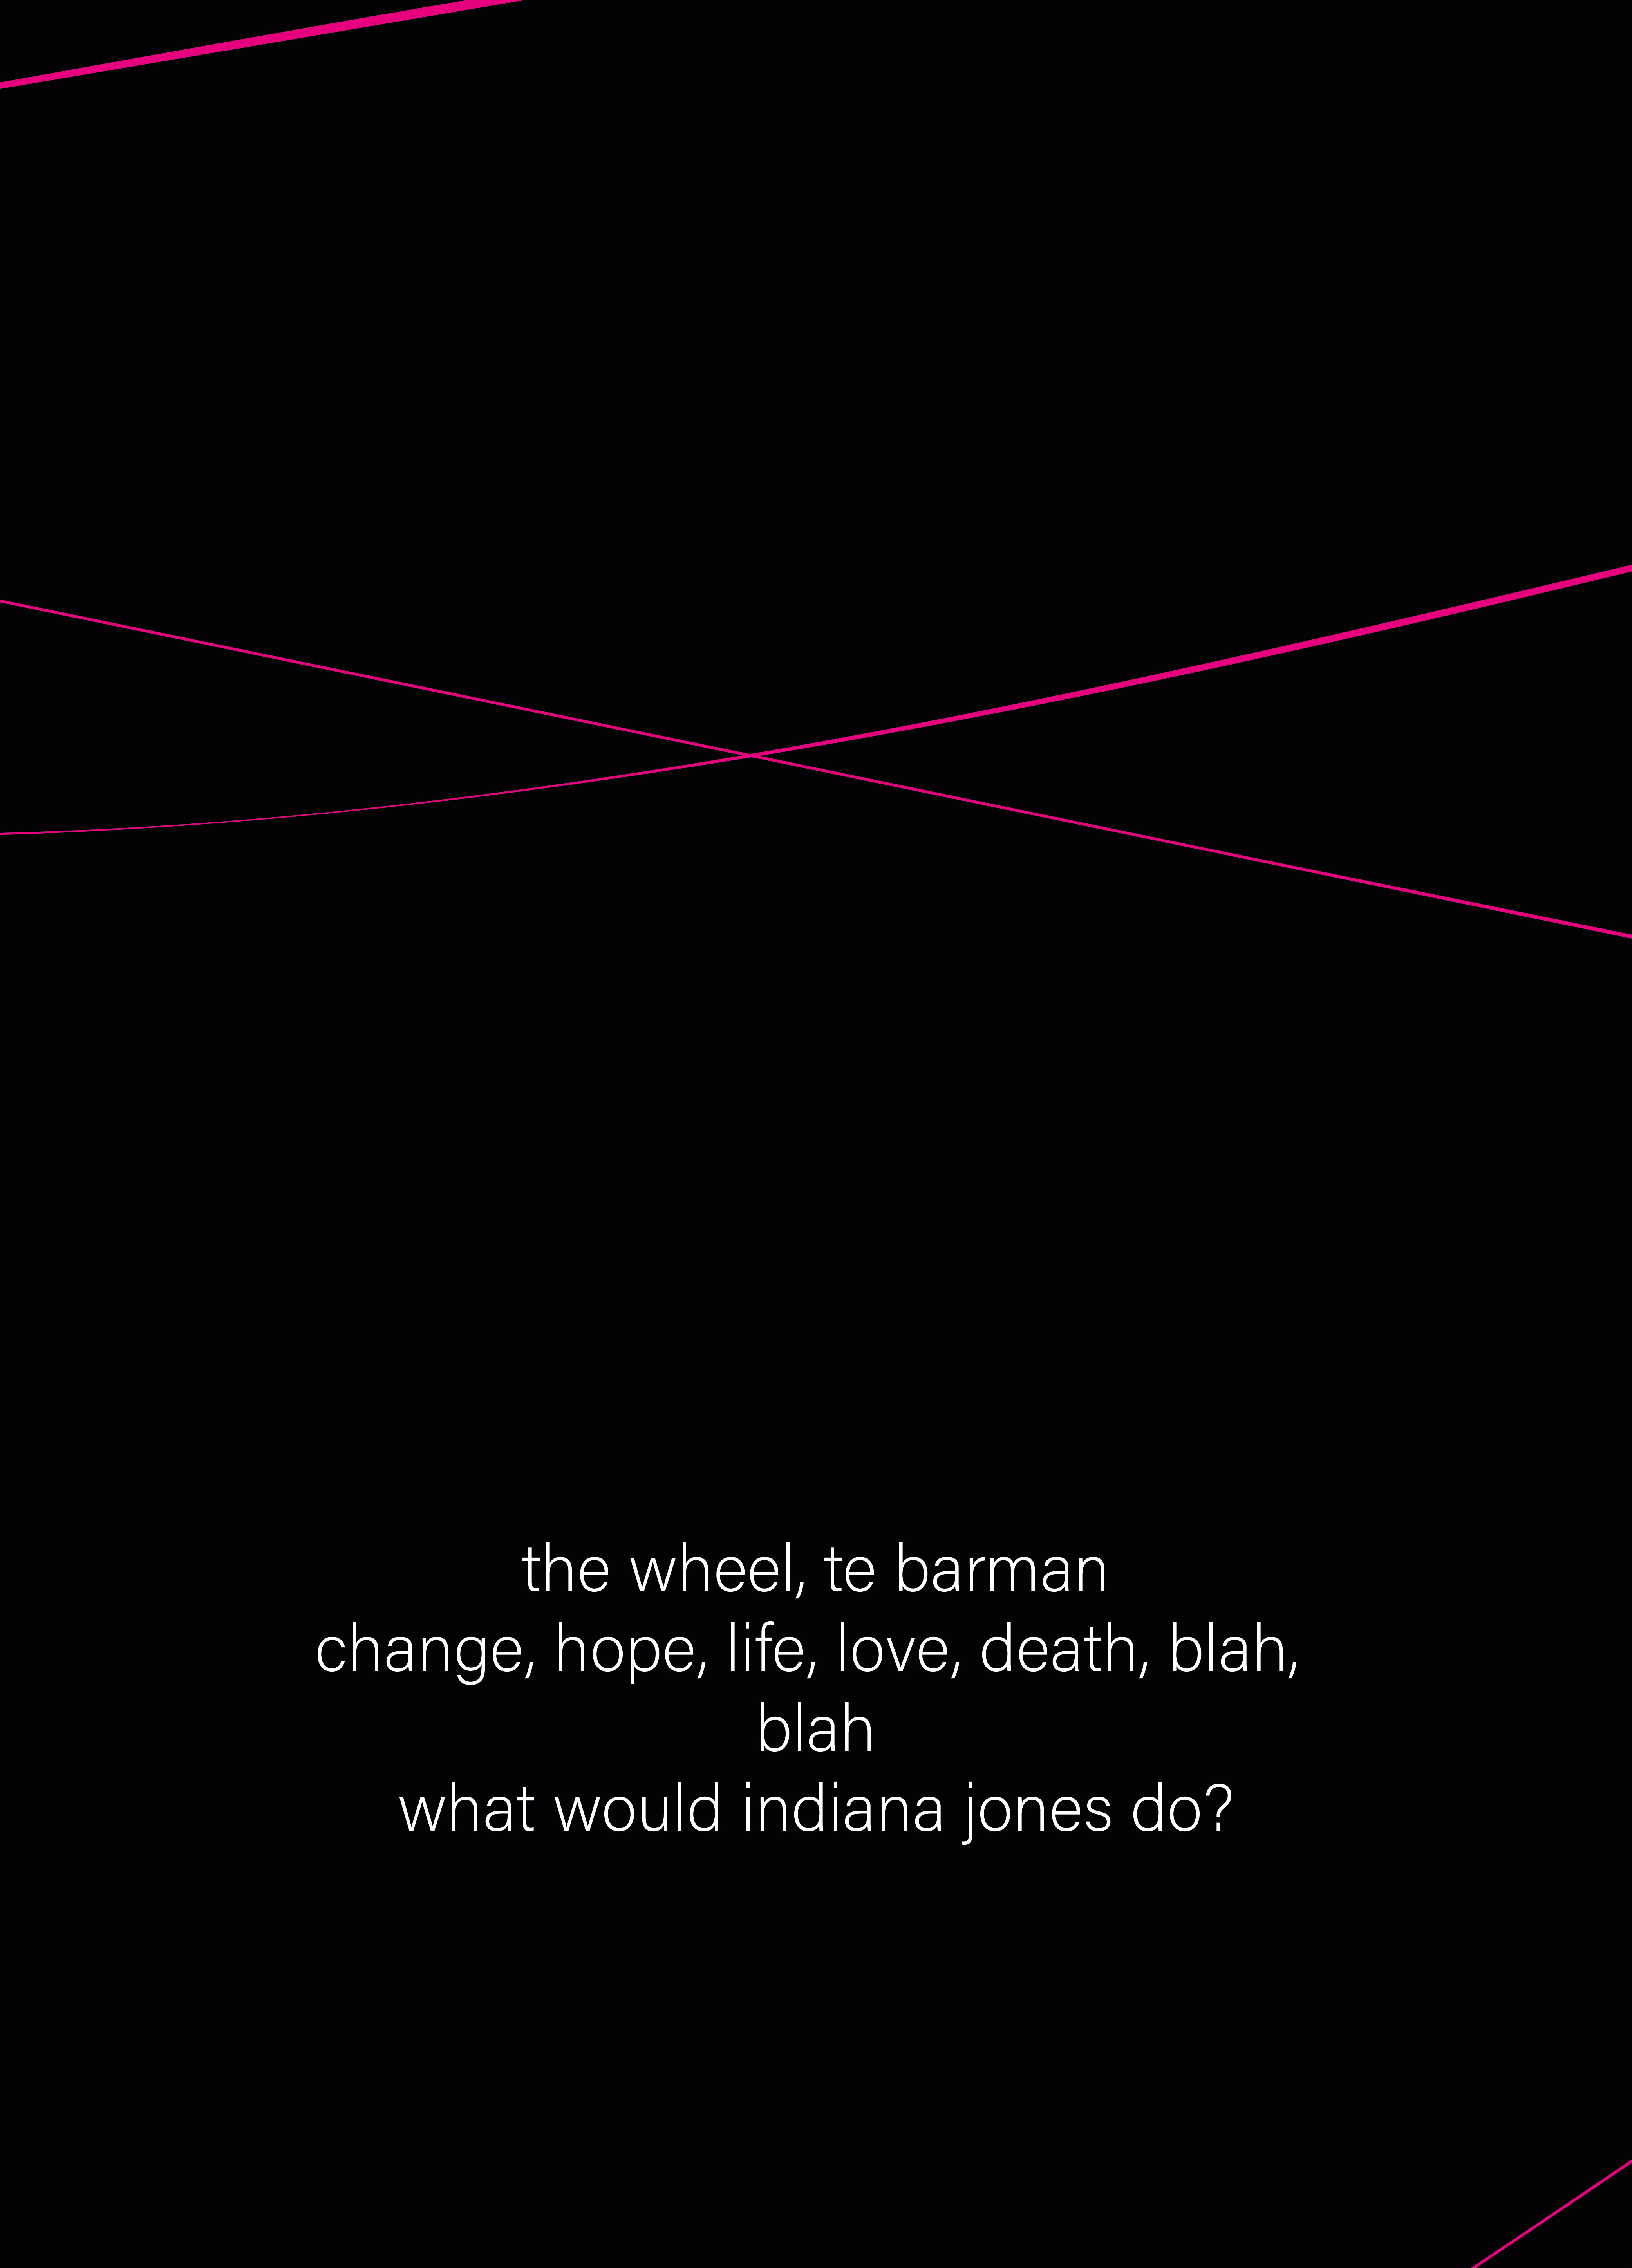 the wheel, te barman
change, hope, life, love, death, blah,
blah
what would indiana jones do?